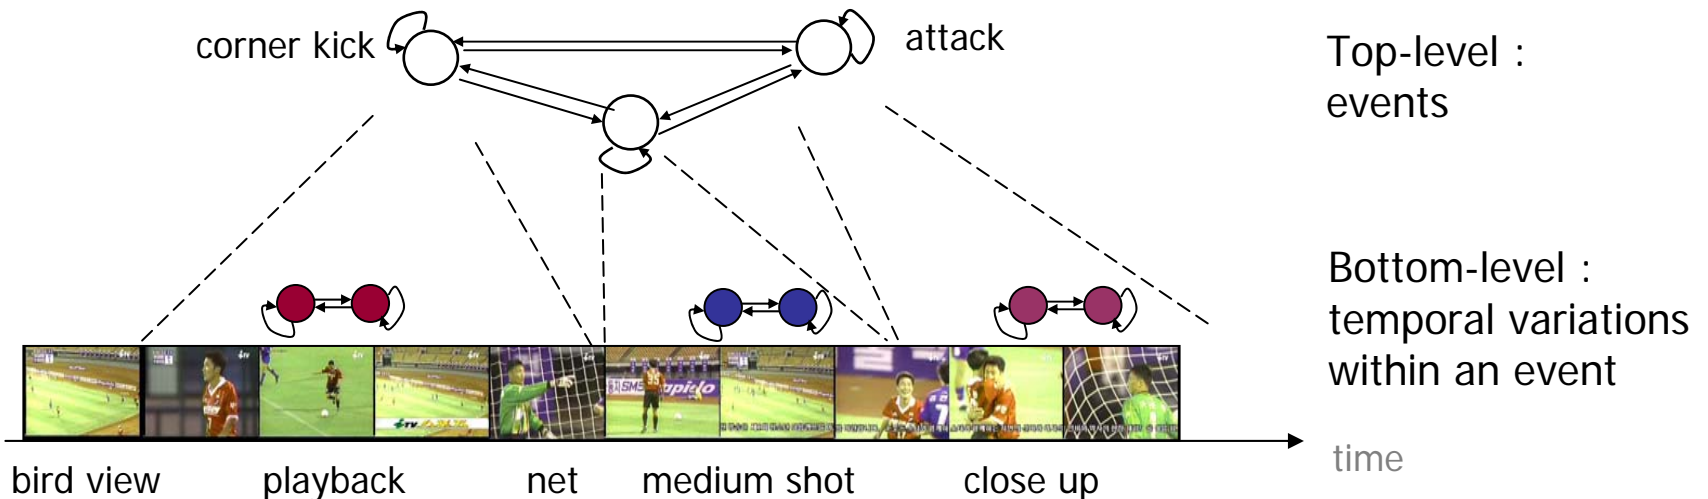 corner kick
attack
Top-level :
events
Bottom-level :
temporal variations
within an event
time
bird view
playback
net
medium shot
close up